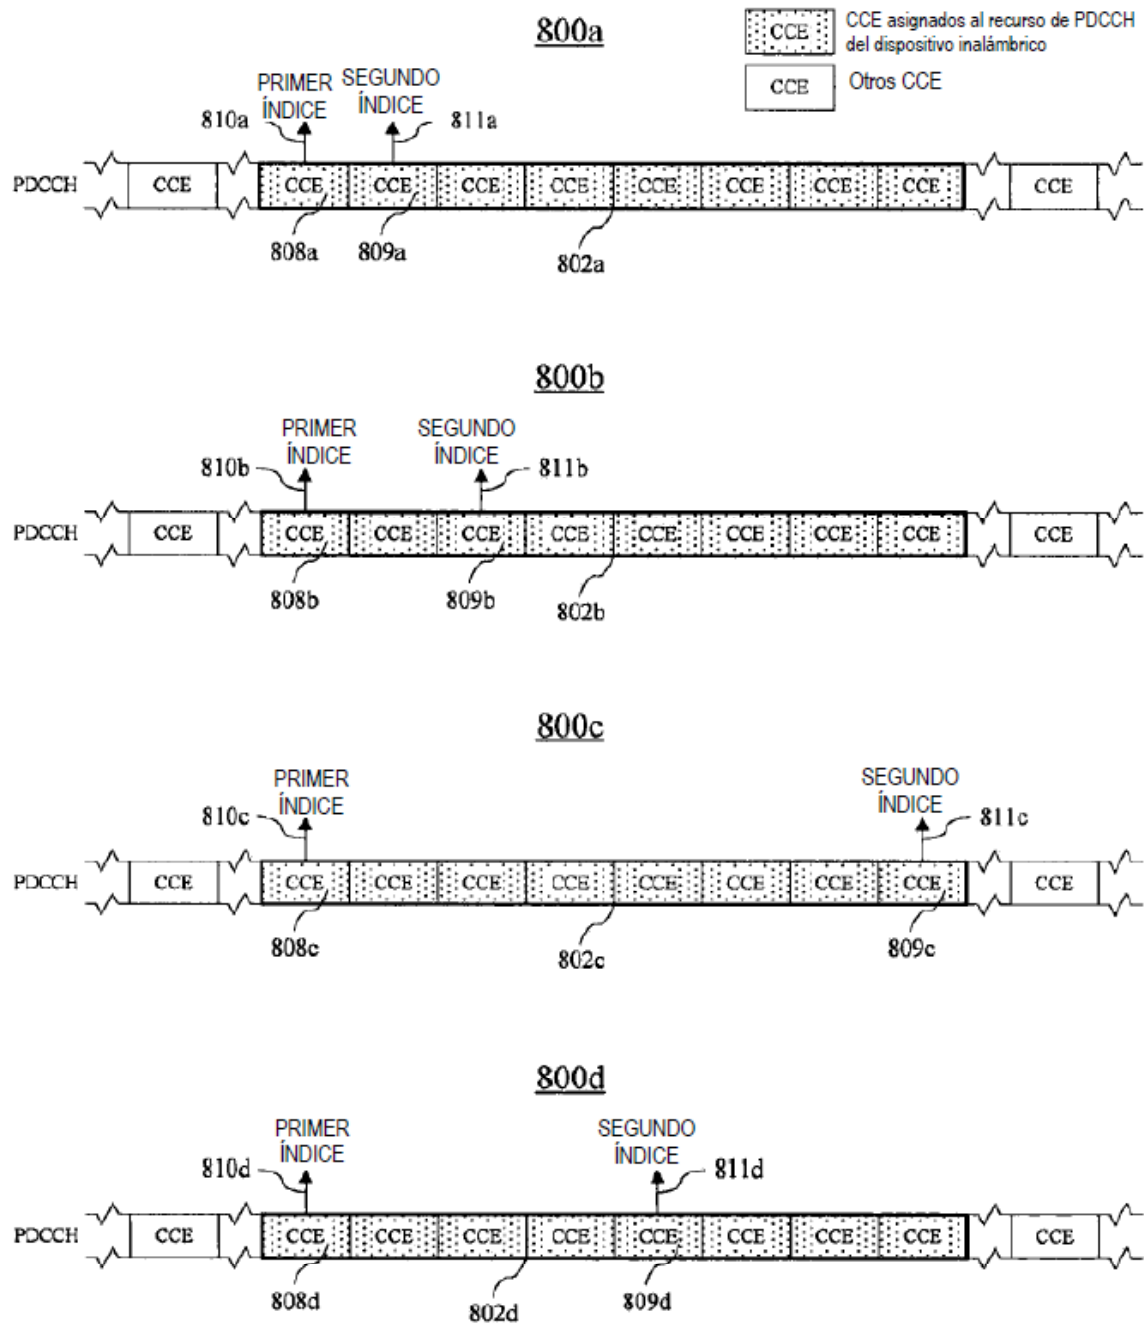 800a
CCE CCE asignados al recurso de PDCCH
del dispositivo inalámbrico
CCE Otros CCE
PRIMER ÍNDICE
SEGUNDO ÍNDICE
810a 811a
PDCCH CCE CCE CCE CCE CCE CCE CCE CCE CCE CCE
808a 809a 802a
800b
PRIMER ÍNDICE
SEGUNDO ÍNDICE
810b 811b
PDCCH CCE CCE CCE CCE CCE CCE CCE CCE CCE CCE
808b 809b 802b
800c
PRIMER ÍNDICE
SEGUNDO ÍNDICE
810c 811c
PDCCH CCE CCE CCE CCE CCE CCE CCE CCE CCE CCE
808c 802c 809c
800d
PRIMER ÍNDICE
SEGUNDO ÍNDICE
810d 811d
PDCCH CCE CCE CCE CCE CCE CCE CCE CCE CCE CCE
808d 802d 809d